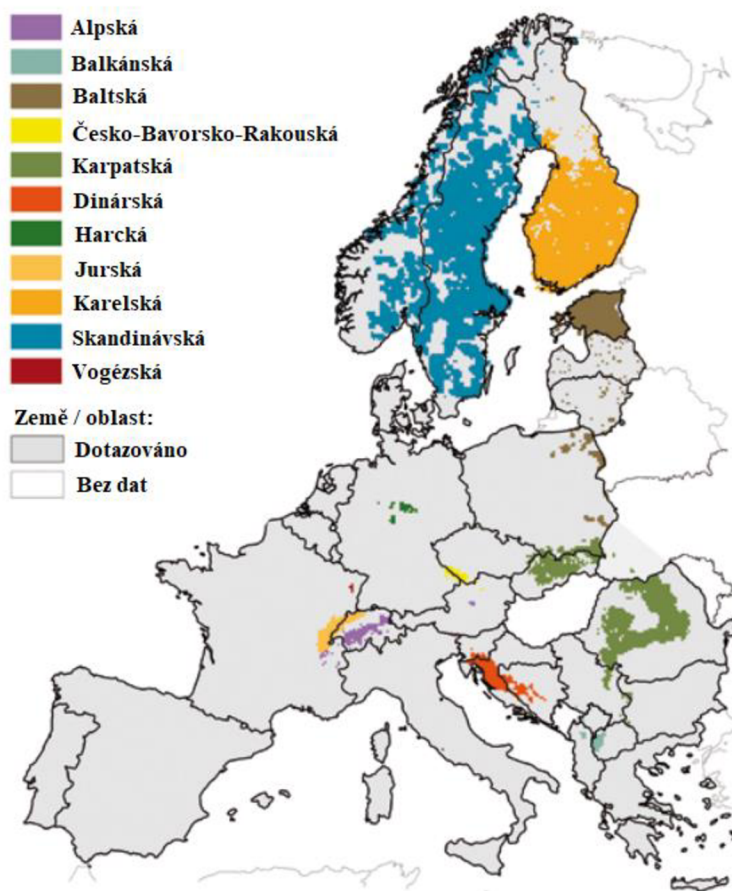 Alpská
Balkánská
Baltská
Česko-Bavorsko-Rakouská
Karpatská
Dinárská
Harcká
Jurská
Karelská
Skandinávská
Vogézská
Země / oblast:
Dotazováno
Bez dat